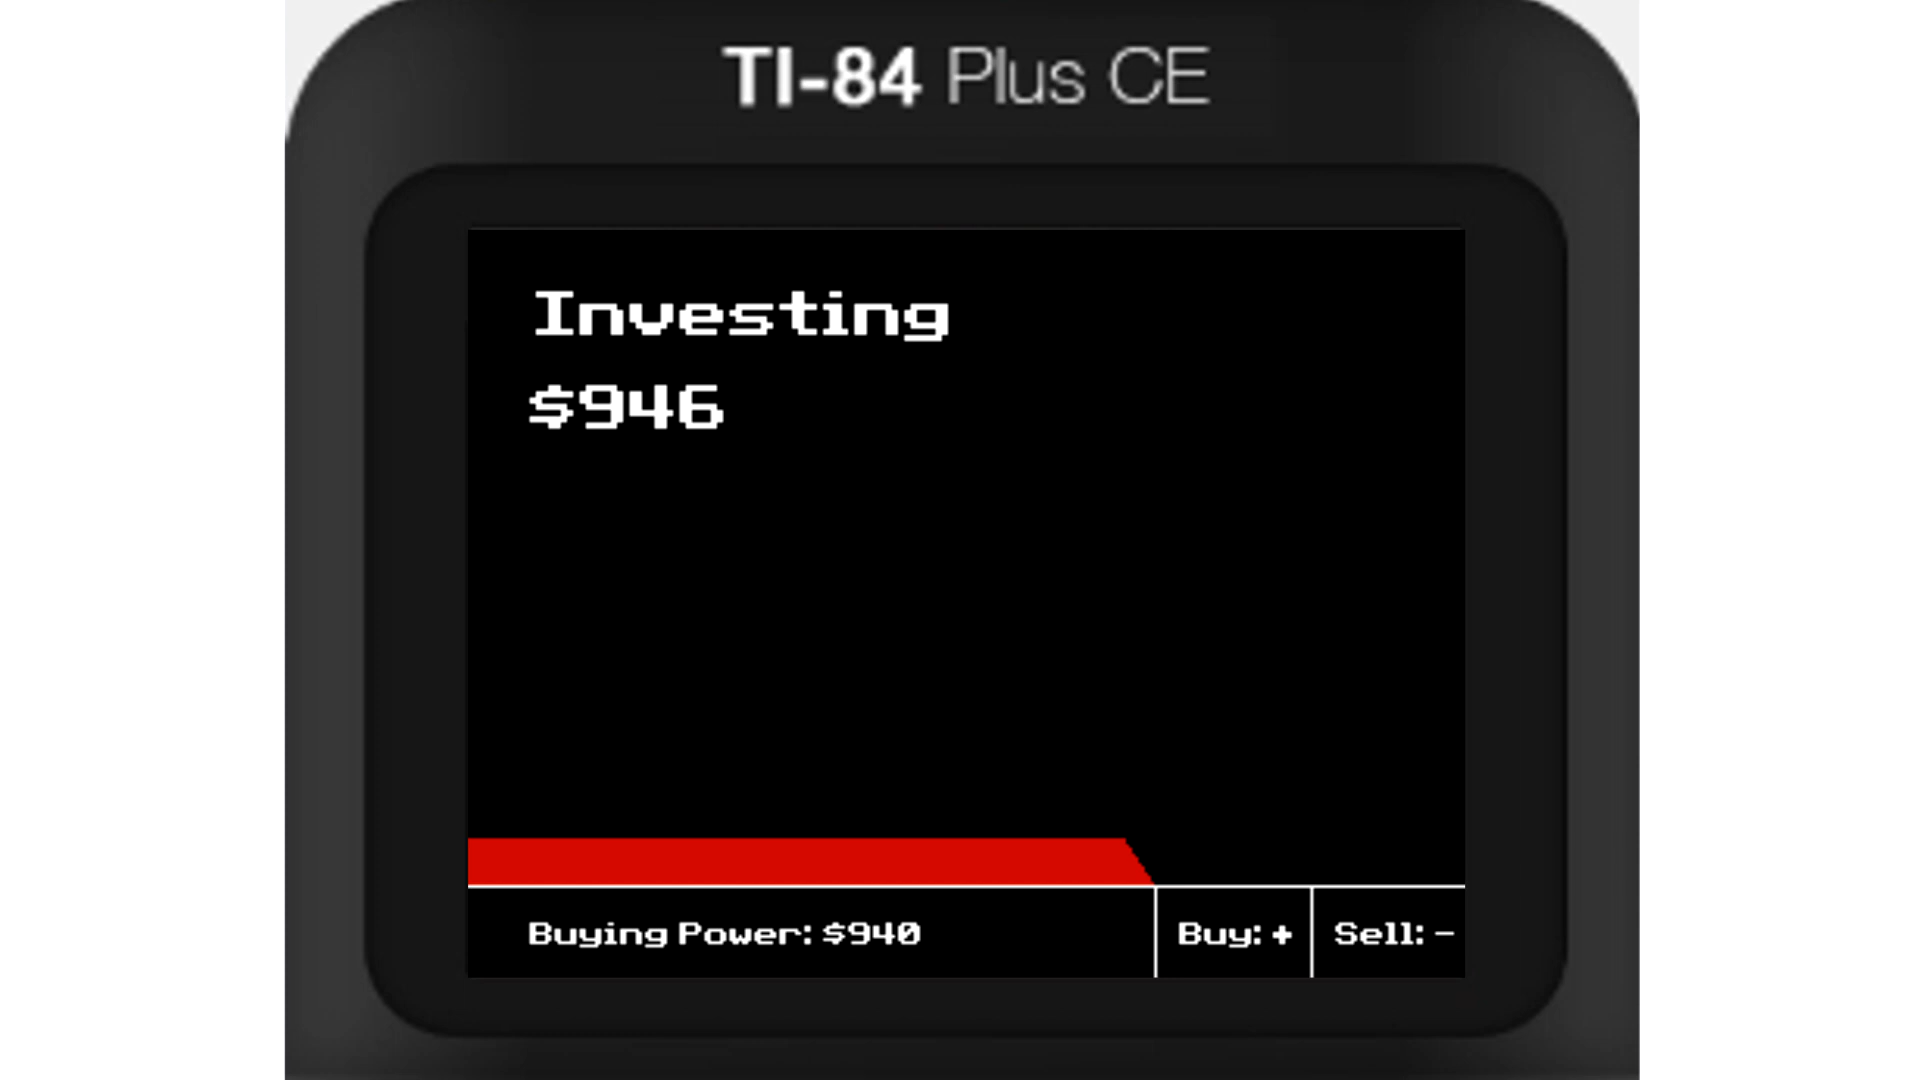 TI-84 Plus CE
Investing
$946
Buying Power: $940
Buy: +
Sell: -